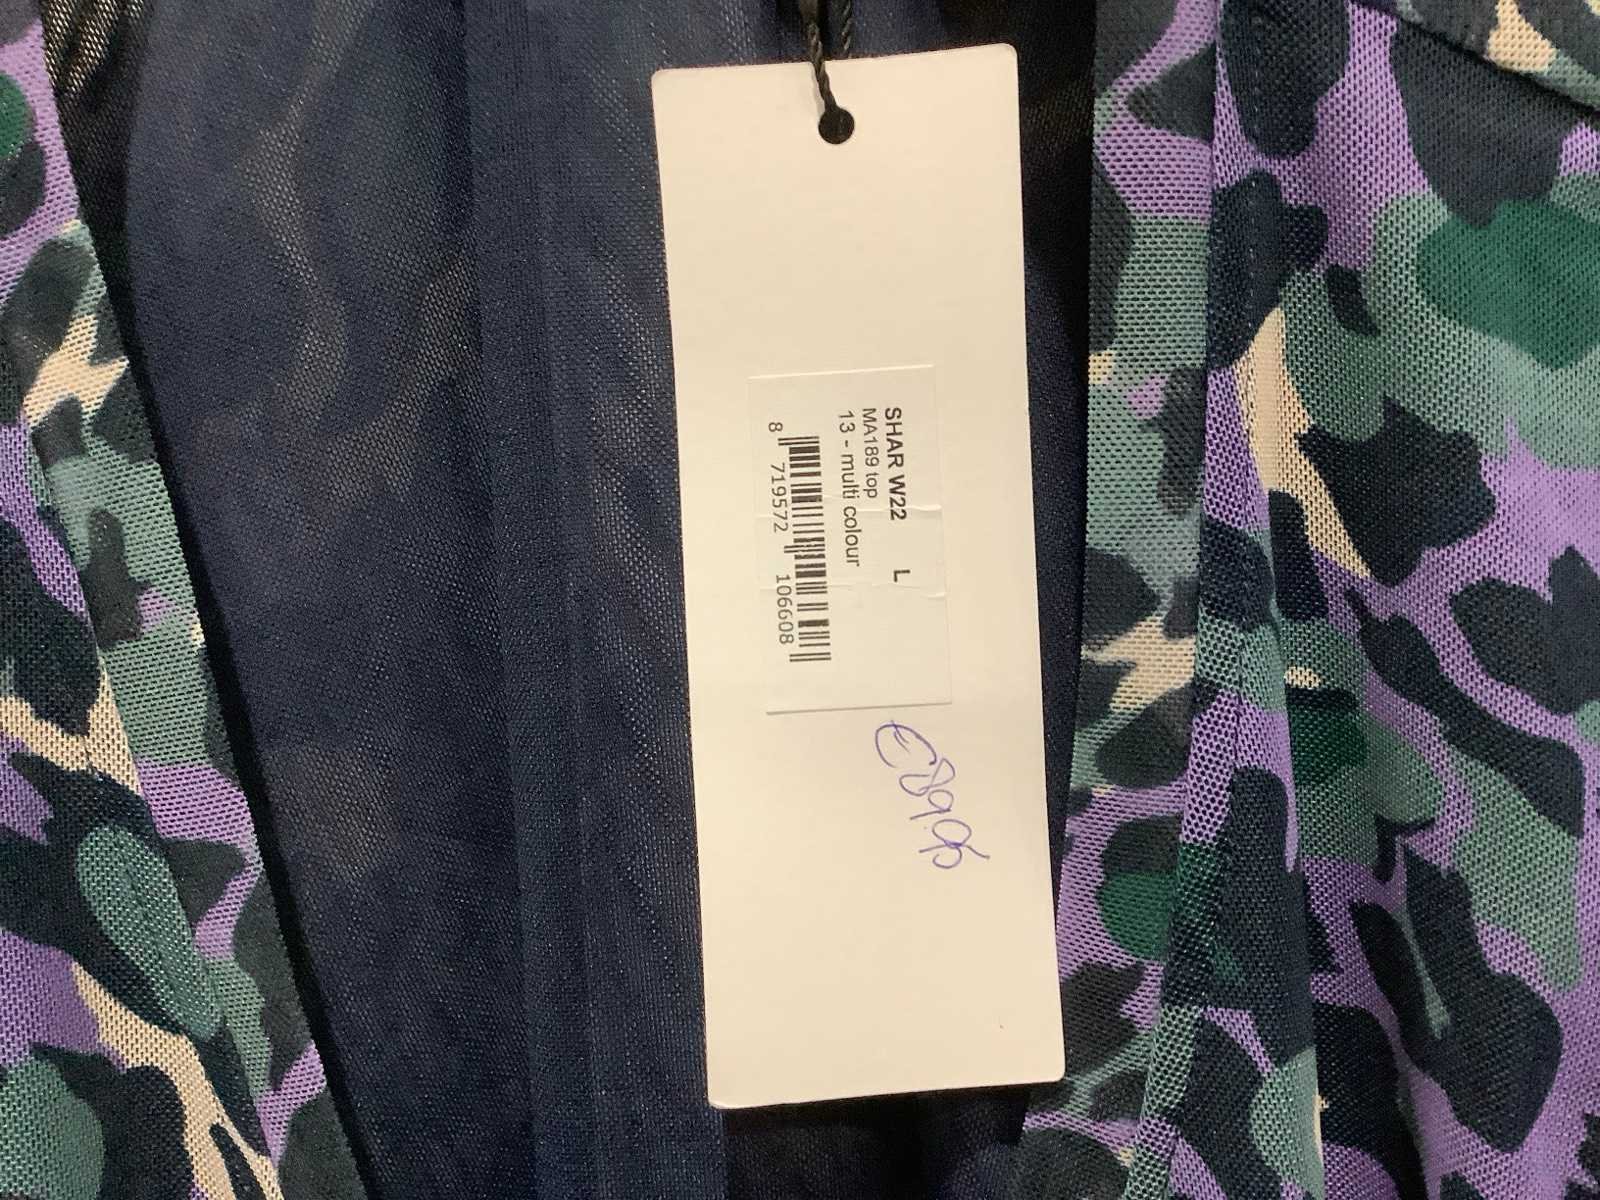 SHAR W22 L
MA189 top
13 - multi colour
8 719572 106608
€89.95